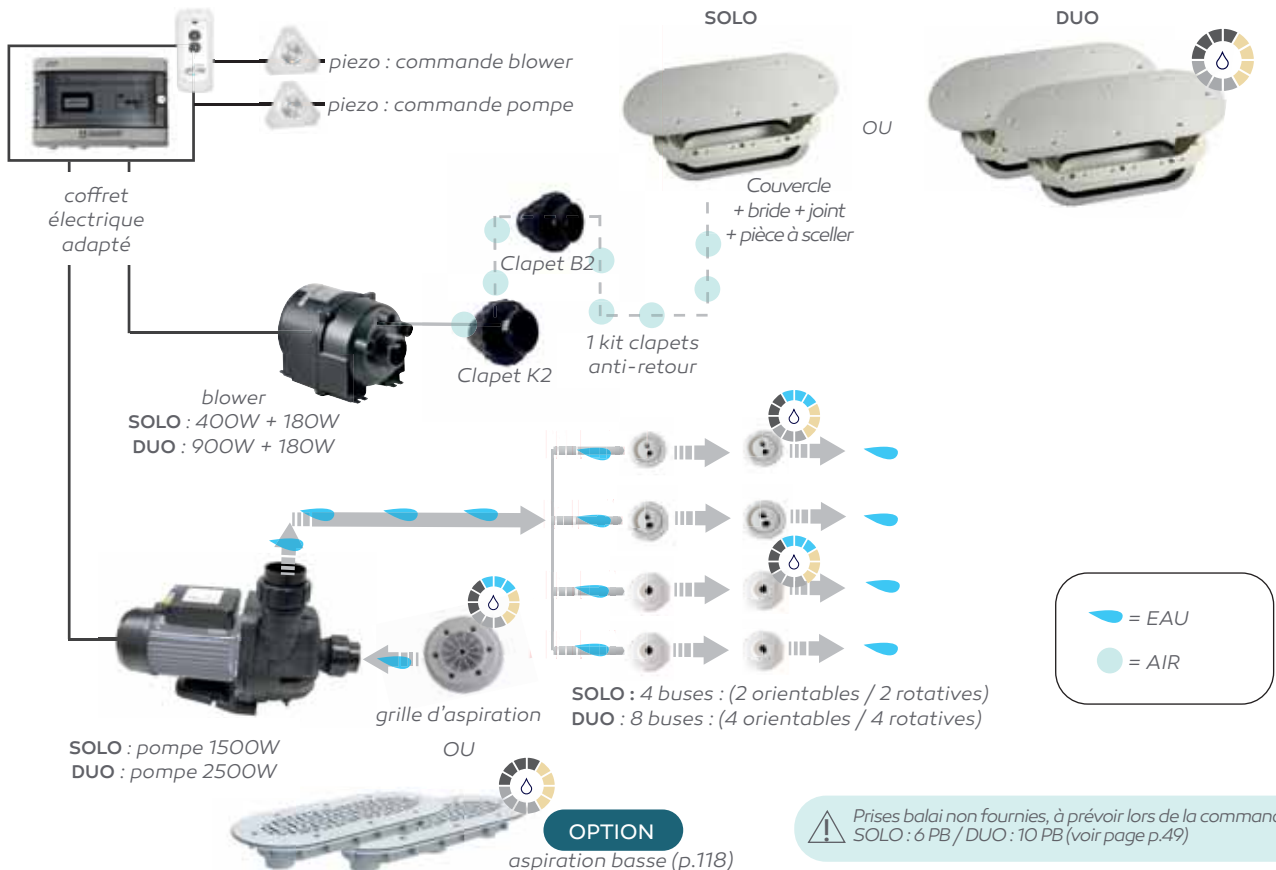 SOLO
DUO
piezo : commande blower
piezo : commande pompe
OU
coffret
électrique
adapté
Couvercle
+ bride + joint
+ pièce à sceller
Clapet B2
1 kit clapets
anti-retour
Clapet K2
blower
SOLO : 400W + 180W
DUO : 900W + 180W
= EAU
= AIR
grille d'aspiration
SOLO : 4 buses : (2 orientables / 2 rotatives)
DUO : 8 buses : (4 orientables / 4 rotatives)
SOLO : pompe 1500W
DUO : pompe 2500W
OU
OPTION
aspiration basse (p.118)
Prises balai non fournies, à prévoir lors de la comman
SOLO : 6 PB / DUO : 10 PB (voir page p.49)